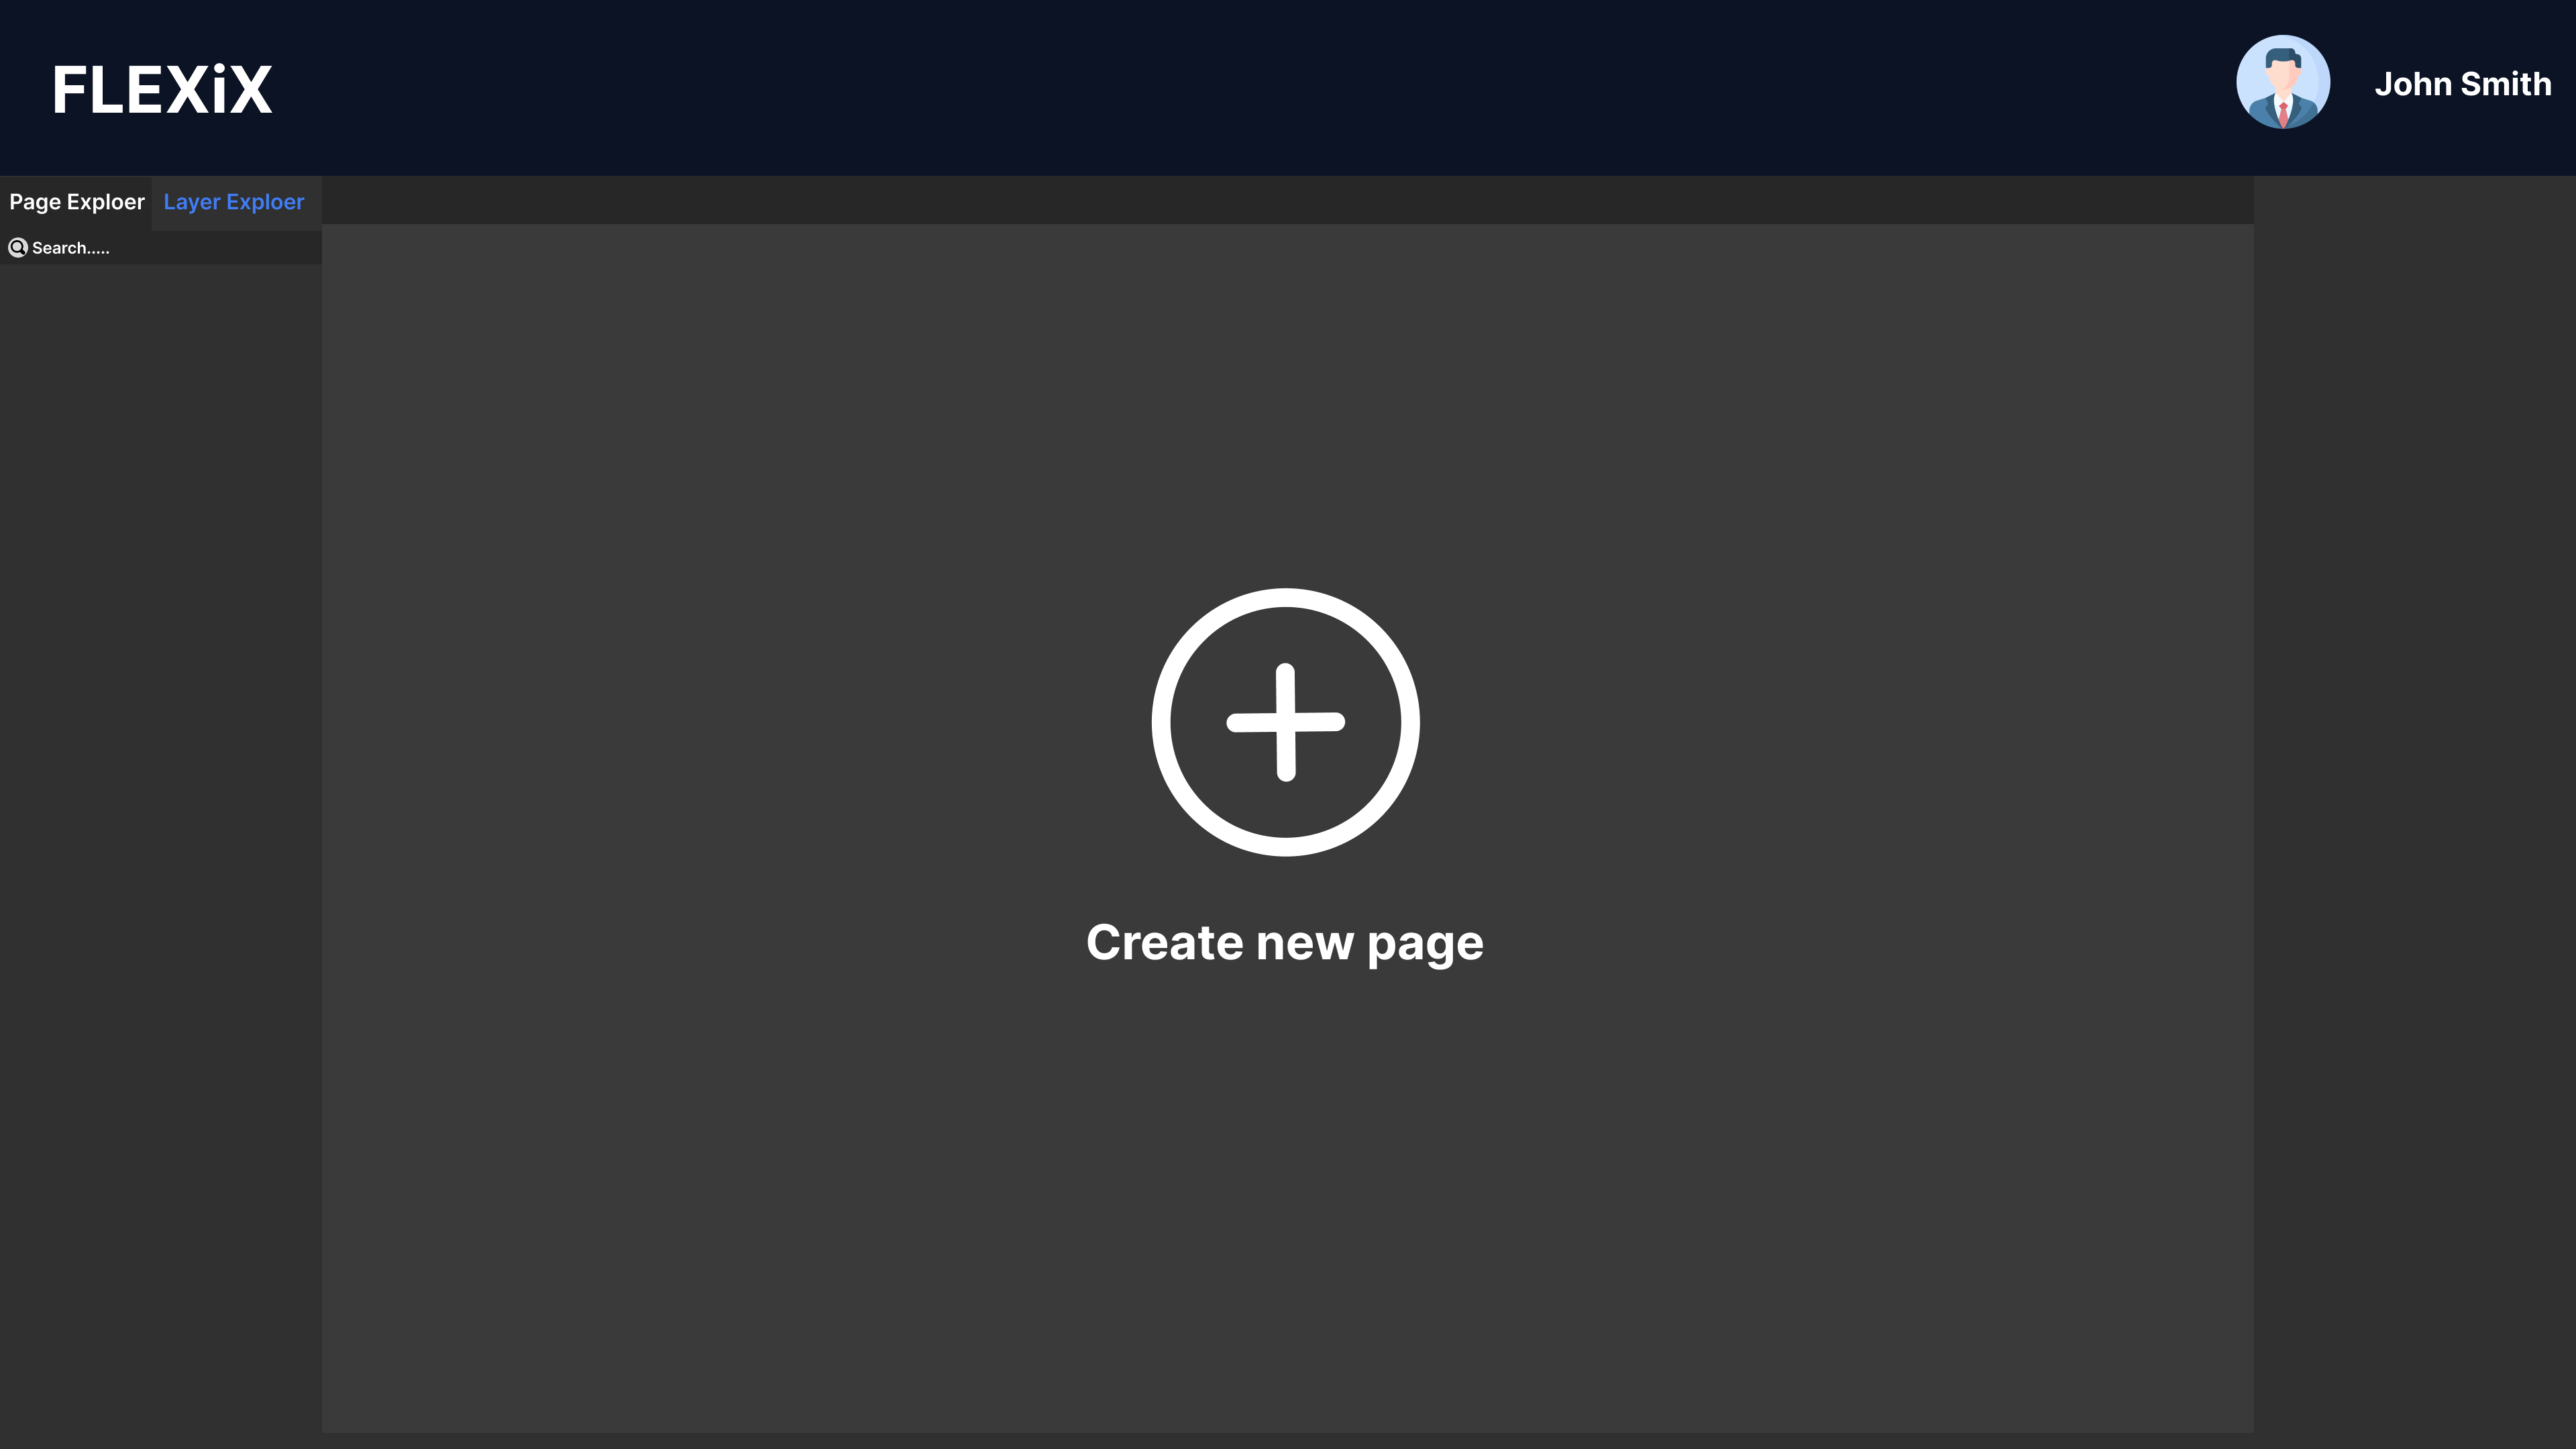 FLEXiX
John Smith
Page Exploer
Layer Exploer
Search.....
Create new page